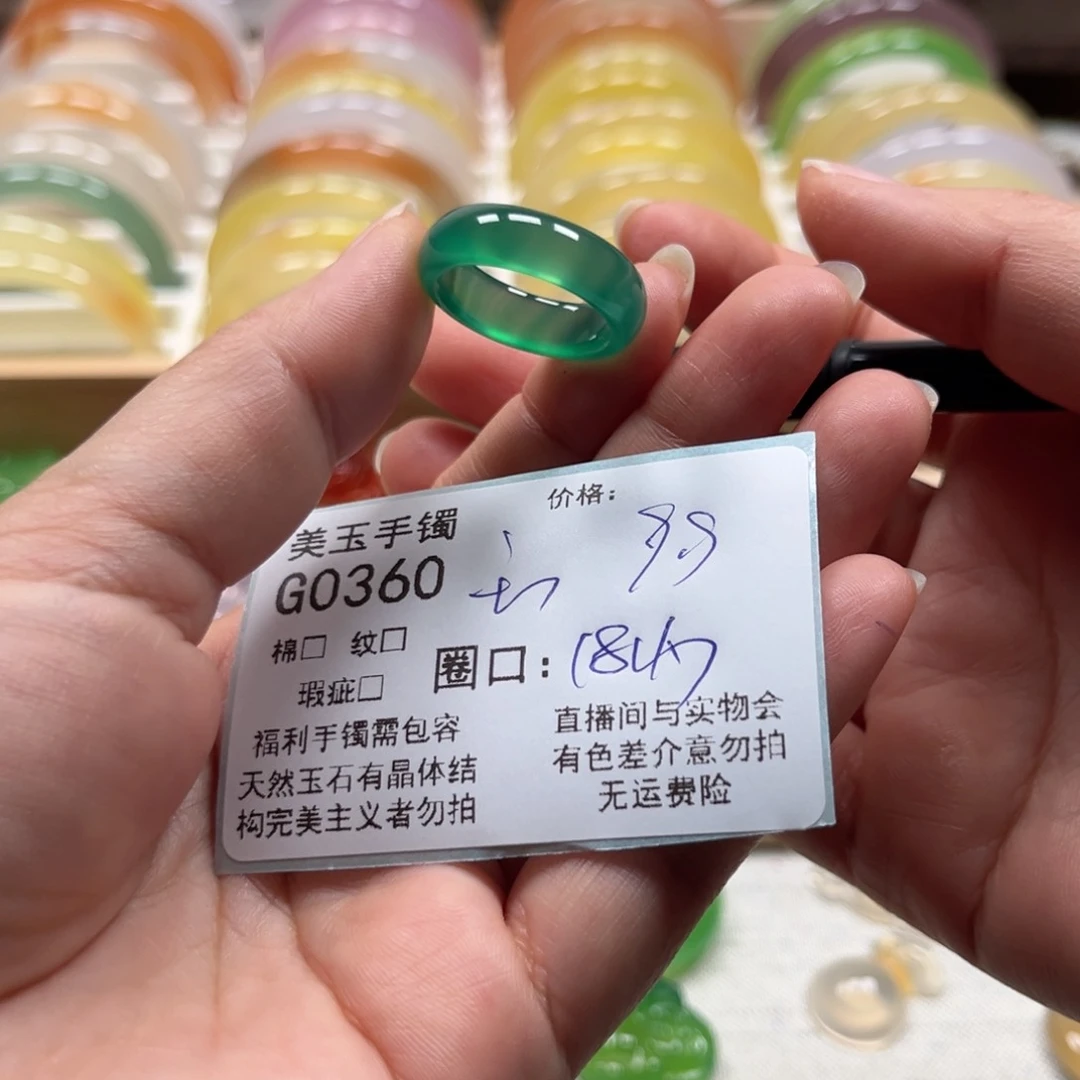 美玉手镯
价格: 99
GO360
棉□ 纹□
圈口:
瑕疵□
福利手镯需包容
天然玉石有晶体结
构完美主义者勿拍
直播间与实物会
有色差介意勿拍
无运费险